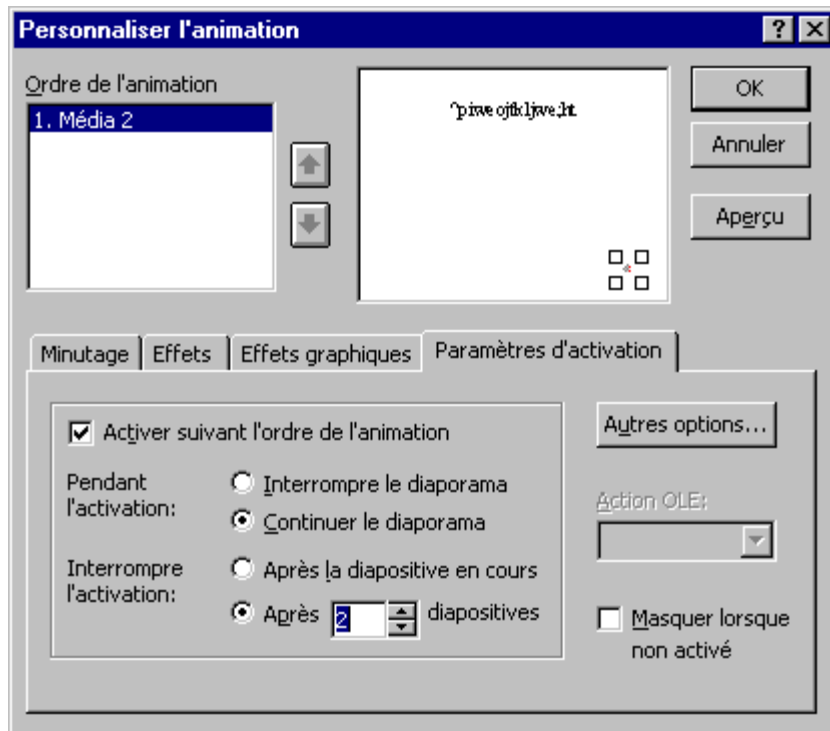 Personnaliser l'animation
Ordre de l'animation
1. Média 2
OK
Annuler
Aperçu
Minutage
Effets
Effets graphiques
Paramètres d'activation
Activer suivant l'ordre de l'animation
Pendant
l'activation:
Interrompre le diaporama
Continuer le diaporama
Interrompre
l'activation:
Après la diapositive en cours
Après 2 diapositives
Autres options...
Action OLE:
Masquer lorsque
non activé